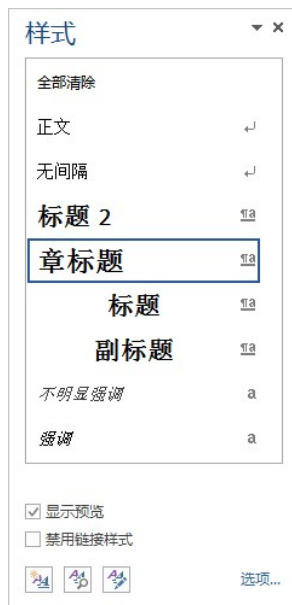 样式
全部清除
正文
无间隔
标题 2
章标题
标题
副标题
不明显强调 a
强调 a
显示预览
禁用链接样式
选项...